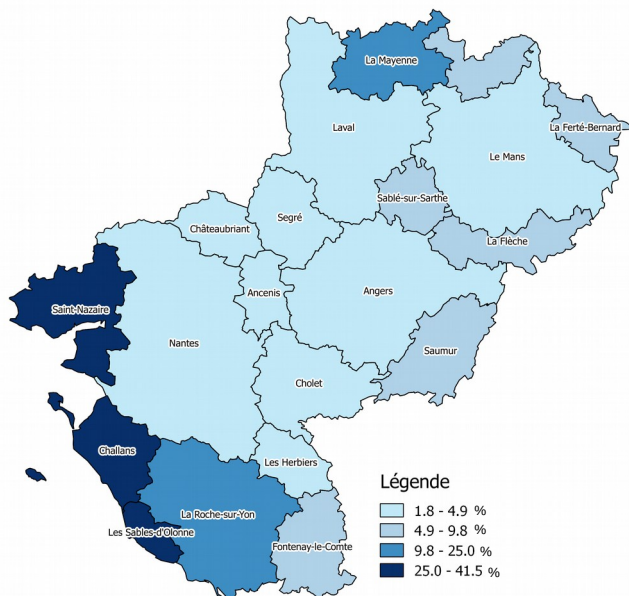 La Mayenne
Laval
La Ferté-Bernard
Le Mans
Sablé-sur-Sarthe
Segré
Châteaubriant
La Flèche
Ancenis
Angers
Saint-Nazaire
Nantes
Saumur
Cholet
Challans
Les Herbiers
La Roche-sur-Yon
Les Sables-d'Olonne
Fontenay-le-Comte
Légende
1.8 - 4.9 %
4.9 - 9.8 %
9.8 - 25.0 %
25.0 - 41.5 %